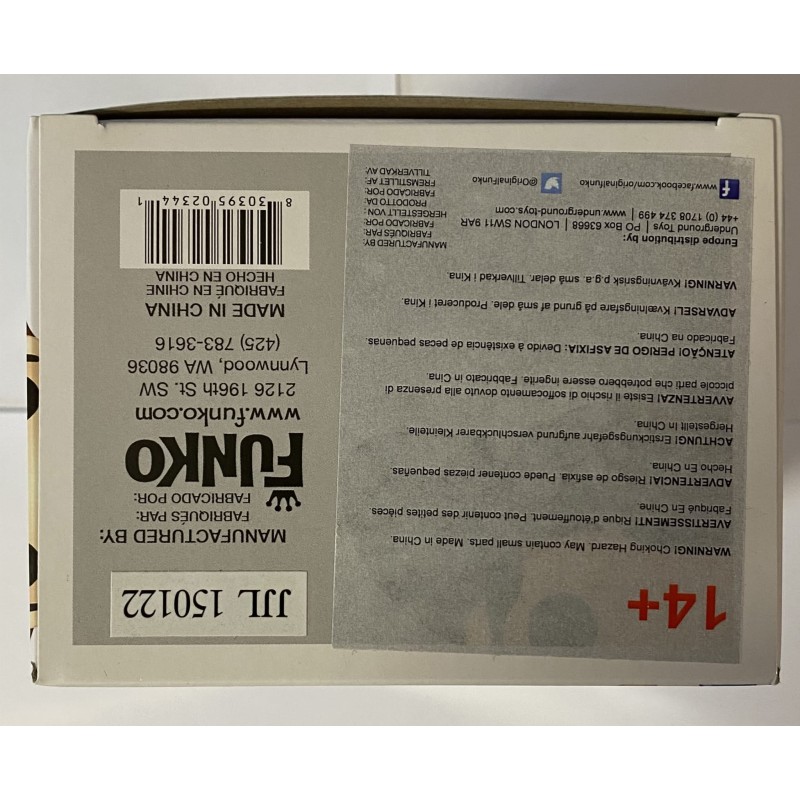 14+
WARNING! Choking Hazard. May contain small. parts. Made in China.
AVERTISSEMENT! Rique d'étouffement. Peut contenir des petites pièces.
Fabriqué En Chine.
ADVERTENCIA! Riesgo de asfixia. Puede contener piezas pequeñas.
Hecho En China.
ACHTUNG! Erstickungsgefahr aufgrund verschluckbarer Kleinteile.
Hergestellt In China.
AVVERTENZA! Esiste il rischio di soffocamento dovuto alla presenza di
piccole parti che potrebbero essere ingerite. Fabbricato in Cina.
ATENÇÃO! PERIGO DE ASFIXIA: Devido à existência de pecas pequenas.
Fabricado na China.
ADVARSEL! Kvælningsfare på grund af små. dele. Produceret i Kina.
VARNING! Kvävningsrisk p.g.a. små delar. Tillverkad i Kina.
Europe distribution by:
Underground Toys | PO Box 63668 | LONDON SW11 9AR
+44 (0) 1708 374 499 | www.underground-toys.com
www.facebook.com/originalfunko
@OriginalFunko
MANUFACTURED BY:
FABRIQUÉS PAR:
FABRICADO POR:
HERGESTELLT VON:
PRODOTTO DA:
FABRICADO POR:
FREMSTILLET AF:
TILLVERKAD AV:
JJL 150122
MANUFACTURED BY:
FABRIQUÉS PAR:
FABRICADO POR:
FUNKO
www.funko.com
2126 196th St. SW
Lynnwood, WA 98036
(425) 783-3616
MADE IN CHINA
FABRIQUÉ EN CHINE
HECHO EN CHINA
8 30395 02344 1